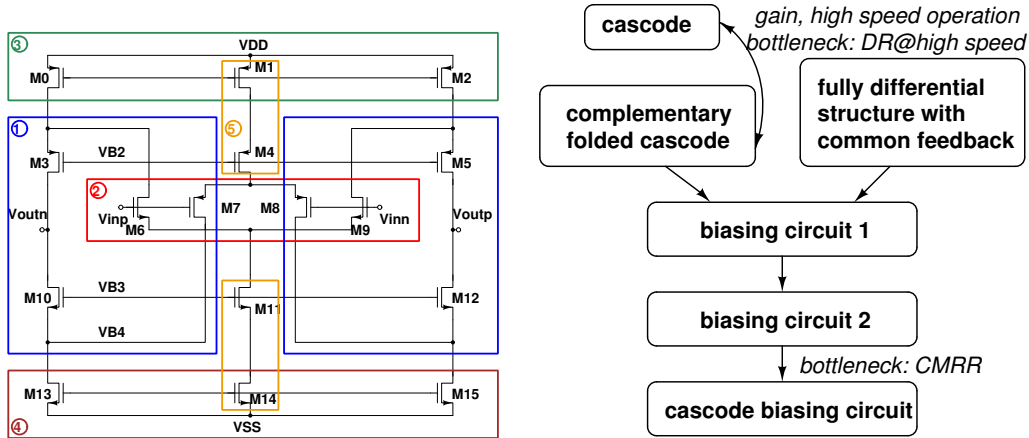 3
VDD
M0
M1
M2
1
5
M3
VB2
M4
M5
2
Voutn
Vinp
M7
M8
Vinn
Voutp
M6
M9
M10
VB3
M11
M12
VB4
M13
M14
M15
4
VSS
cascode
gain, high speed operation
bottleneck: DR@high speed
complementary
folded cascode
fully differential
structure with
common feedback
biasing circuit 1
biasing circuit 2
bottleneck: CMRR
cascode biasing circuit